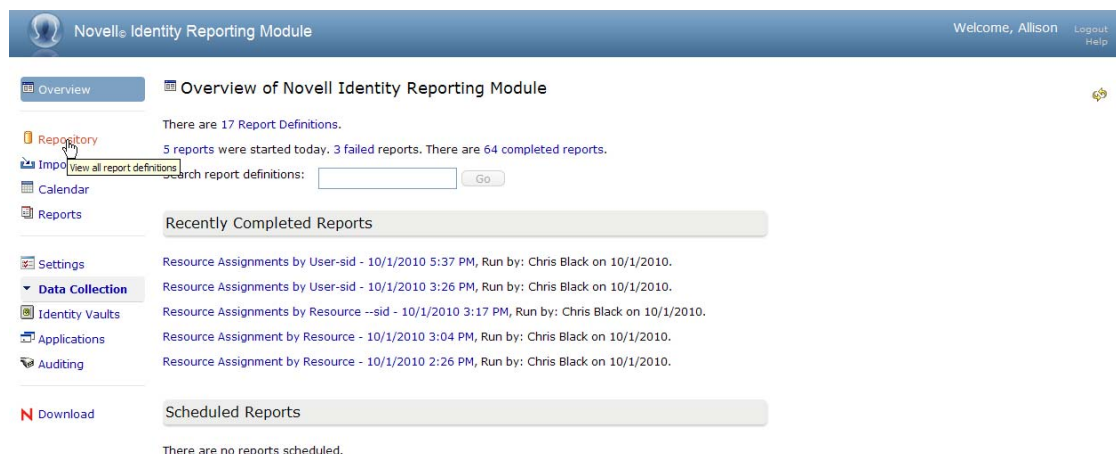 Novell® Identity Reporting Module
Welcome, Allison
Logout
Help
Overview
Repository
View all report definitions
Calendar
Reports
Settings
Data Collection
Identity Vaults
Applications
Auditing
Download
Overview of Novell Identity Reporting Module
There are 17 Report Definitions.
5 reports were started today. 3 failed reports. There are 64 completed reports.
report definitions:
Go
Recently Completed Reports
Resource Assignments by User-sid - 10/1/2010 5:37 PM, Run by: Chris Black on 10/1/2010.
Resource Assignments by User-sid - 10/1/2010 3:26 PM, Run by: Chris Black on 10/1/2010.
Resource Assignments by Resource --sid - 10/1/2010 3:17 PM, Run by: Chris Black on 10/1/2010.
Resource Assignment by Resource - 10/1/2010 3:04 PM, Run by: Chris Black on 10/1/2010.
Resource Assignment by Resource - 10/1/2010 2:26 PM, Run by: Chris Black on 10/1/2010.
Scheduled Reports
There are no reports scheduled.